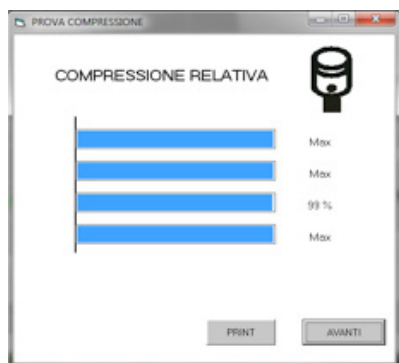 PROVA COMPRESSIONE
COMPRESSIONE RELATIVA
Max
Max
99 %
Max
PRINT
AVANTI